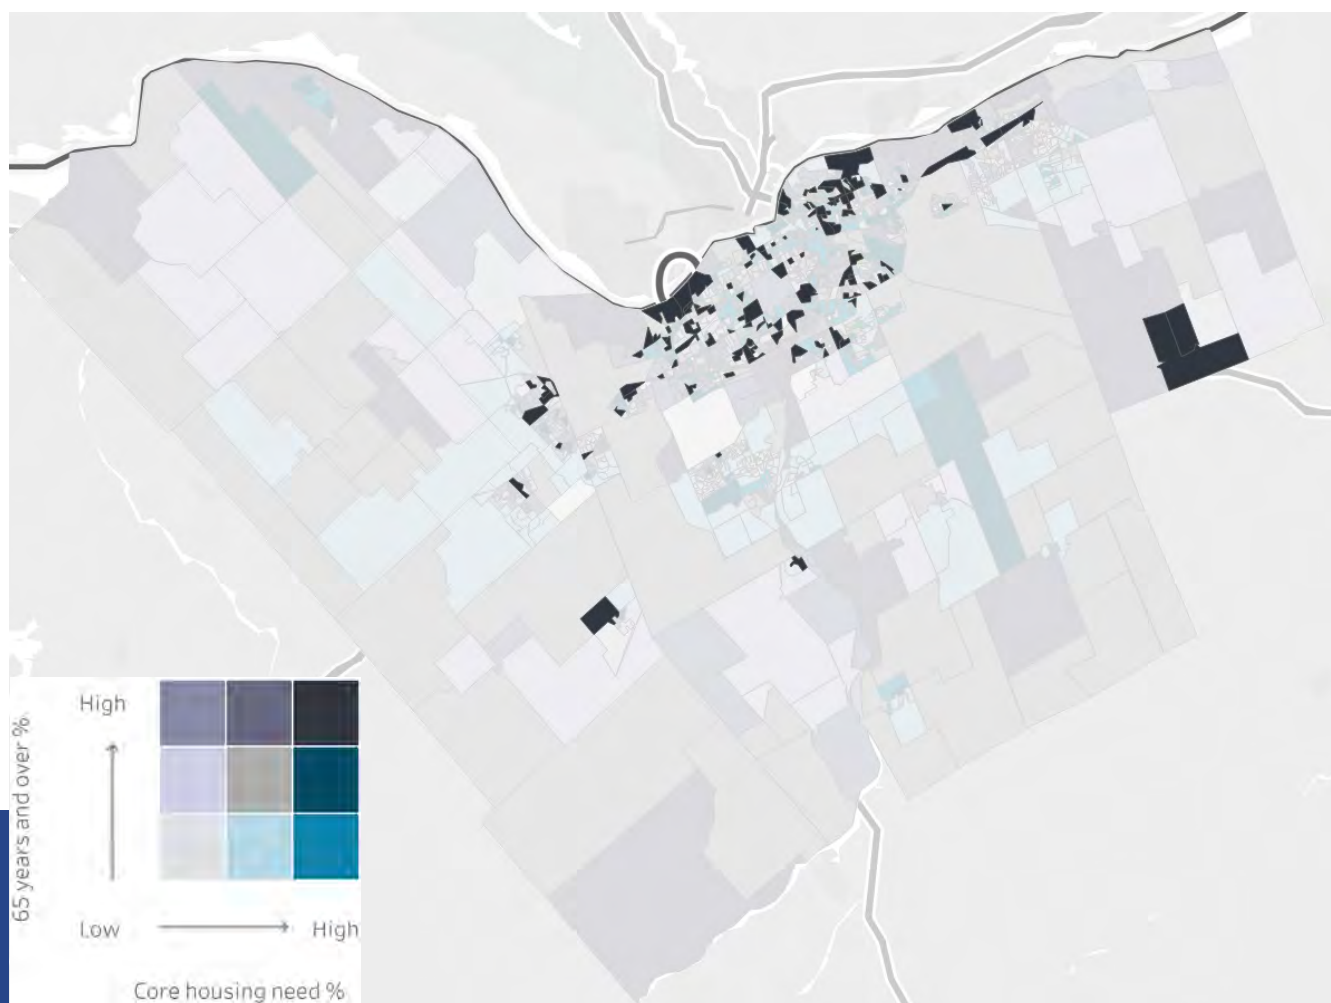 High
65 years and over %
Low
High
Core housing need %